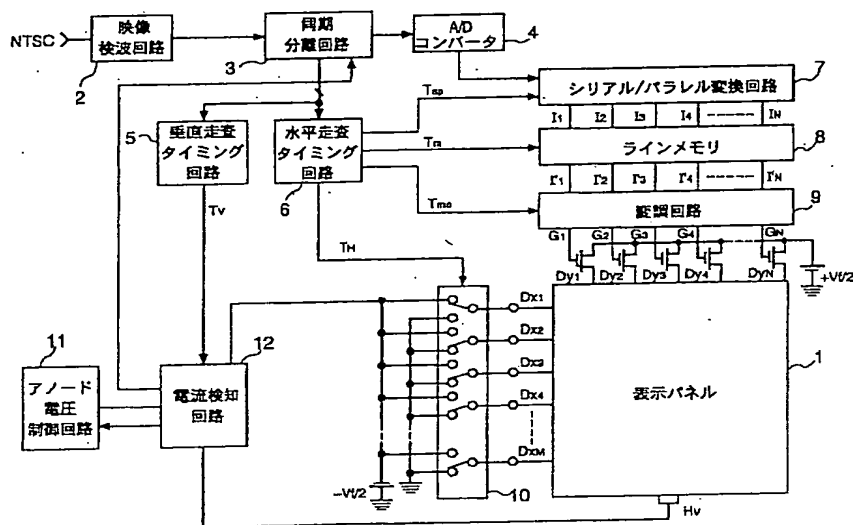 NTSC
映像
検波回路
2
同期
分離回路
3
A/D
コンバータ
4
シリアル/パラレル変換回路
7
Tsp
I1 I2 I3 I4 IN
垂直走査
タイミング
回路
5
水平走査
タイミング
回路
6
Tm
ラインメモリ
8
I'1 I'2 I'3 I'4 I'N
Tmo
変調回路
9
G1 G2 G3 G4 GN
Tv
TH
Dy1 Dy2 Dy3 Dy4 DyN
+Vf/2
Dx1
Dx2
Dx3
Dx4
DxM
表示パネル
1
11
アノード
電圧
制御回路
12
電流検知
回路
−Vf/2
10
Hv